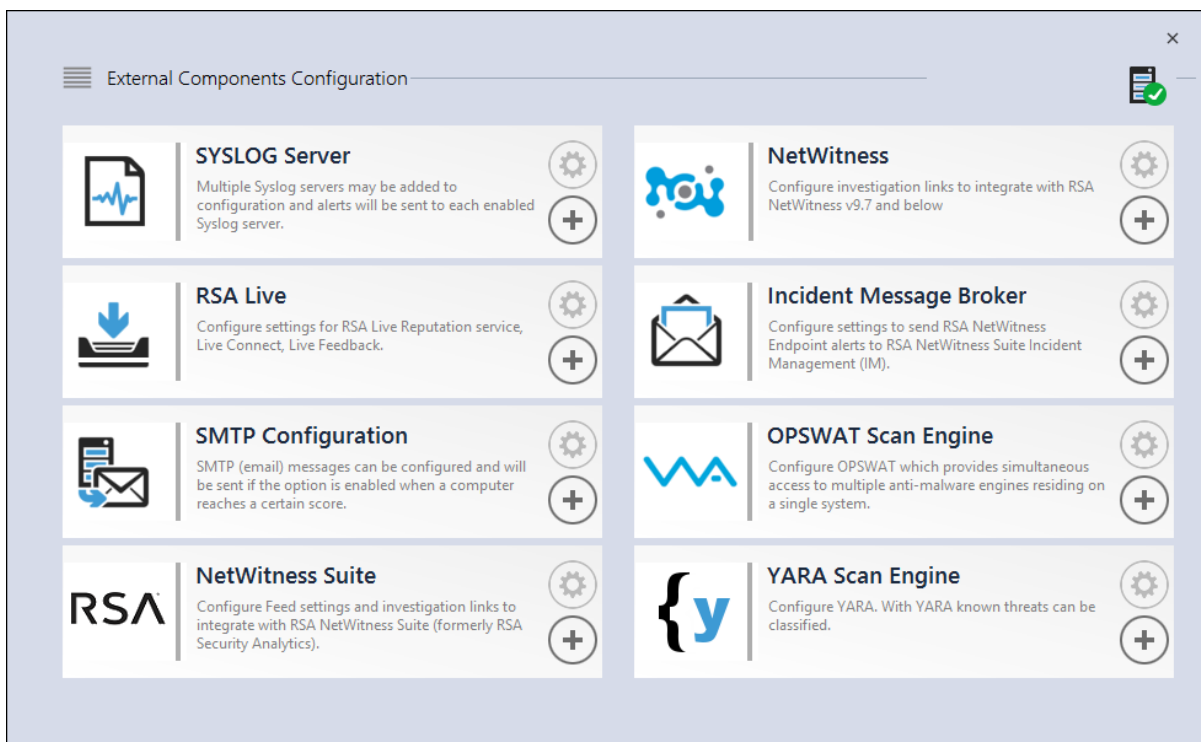 External Components Configuration
SYSLOG Server
Multiple Syslog servers may be added to
configuration and alerts will be sent to each enabled
Syslog server.
NetWitness
Configure investigation links to integrate with RSA
NetWitness v9.7 and below
RSA Live
Configure settings for RSA Live Reputation service,
Live Connect, Live Feedback.
Incident Message Broker
Configure settings to send RSA NetWitness
Endpoint alerts to RSA NetWitness Suite Incident
Management (IM).
SMTP Configuration
SMTP (email) messages can be configured and will
be sent if the option is enabled when a computer
reaches a certain score.
OPSWAT Scan Engine
Configure OPSWAT which provides simultaneous
access to multiple anti-malware engines residing on
a single system.
RSA
NetWitness Suite
Configure Feed settings and investigation links to
integrate with RSA NetWitness Suite (formerly RSA
Security Analytics).
{y
YARA Scan Engine
Configure YARA. With YARA known threats can be
classified.